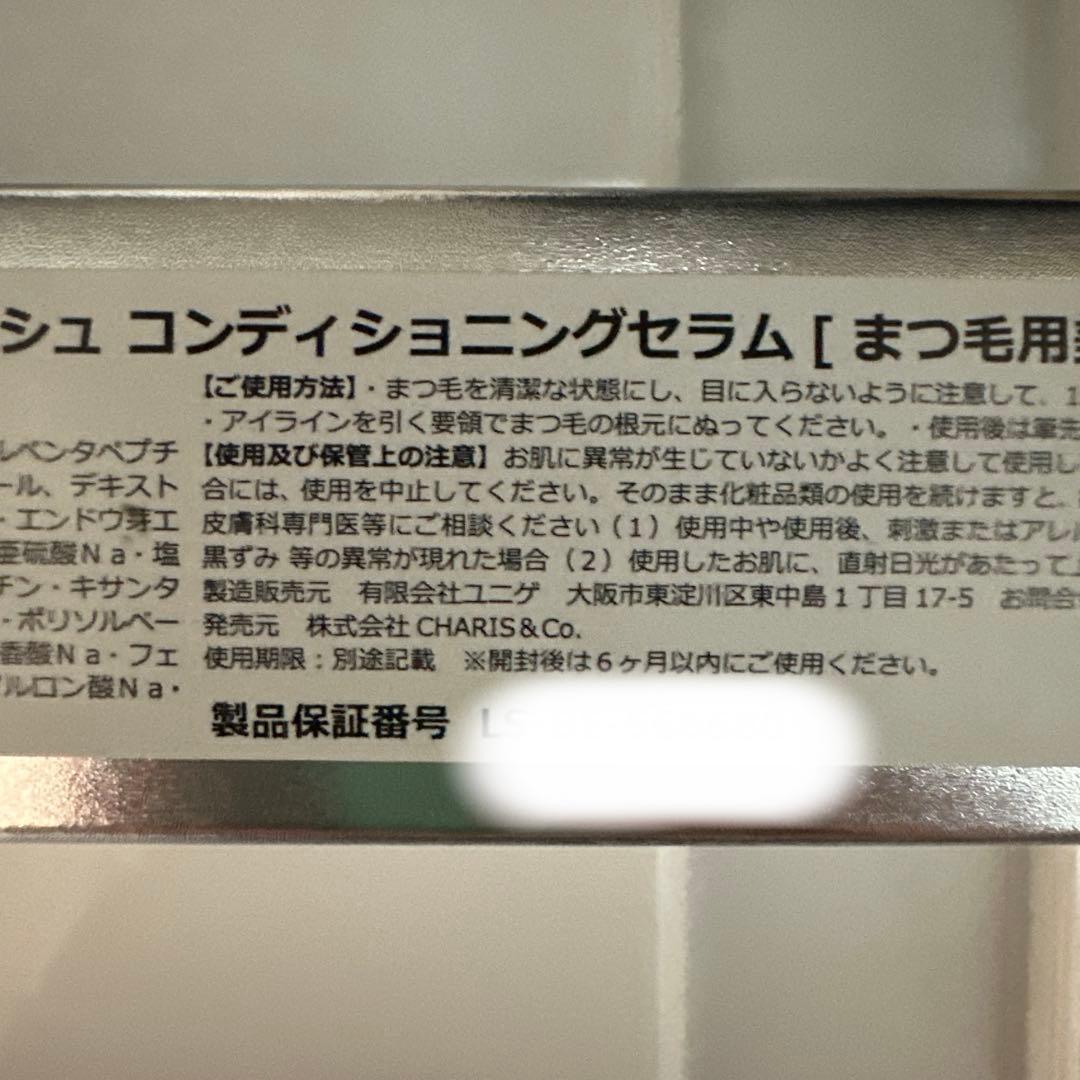 シュ コンディショニングセラム [ まつ毛用
【ご使用方法】・まつ毛を清潔な状態にし、目に入らないように注意して、1
・アイラインを引く要領でまつ毛の根元にぬってください。・使用後は筆先
ルペンタペプチ
【使用及び保管上の注意】お肌に異常が生じていないかよく注意して使用し
ール、デキスト
合には、使用を中止してください。そのまま化粧品類の使用を続けますと、
・エンドウ芽エ
皮膚科専門医等にご相談ください（1）使用中や使用後、刺激またはアレル
亜硫酸Na・塩
黒ずみ 等の異常が現れた場合（2）使用したお肌に、直射日光があたって
チン・キサンタ
製造販売元　有限会社ユニゲ　大阪市東淀川区東中島1丁目17-5　お問合
・ポリソルベー
発売元　株式会社 CHARIS＆Co.
香酸Na・フェ
使用期限：別途記載　※開封後は6ヶ月以内にご使用ください。
ルロン酸Na・
製品保証番号 LS